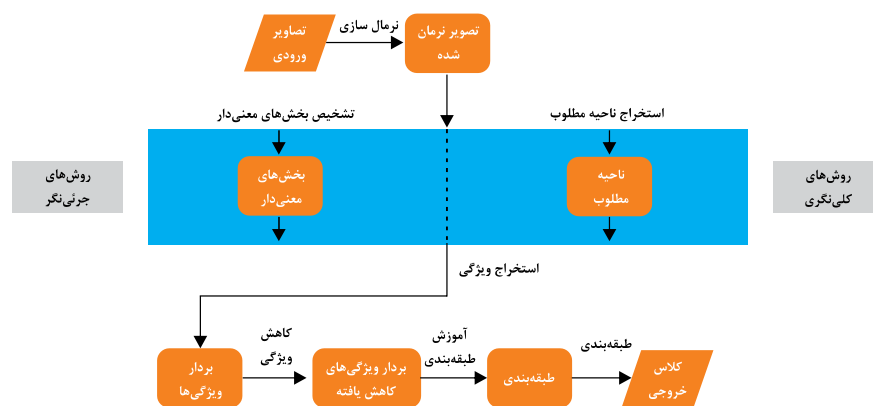 تصاویر
ورودی
نرمال سازی
تصویر نرمان
شده
استخراج ناحیه مطلوب
تشخیص بخش‌های معنی‌دار
روش‌های
کلی‌نگری
ناحیه
مطلوب
بخش‌های
معنی‌دار
روش‌های
جرئی‌نگر
استخراج ویژگی
بردار
ویژگی‌ها
کاهش
ویژگی
بردار ویژگی‌های
کاهش یافته
آموزش
طبقه‌بندی
طبقه‌بندی
طبقه‌بندی
کلاس
خروجی